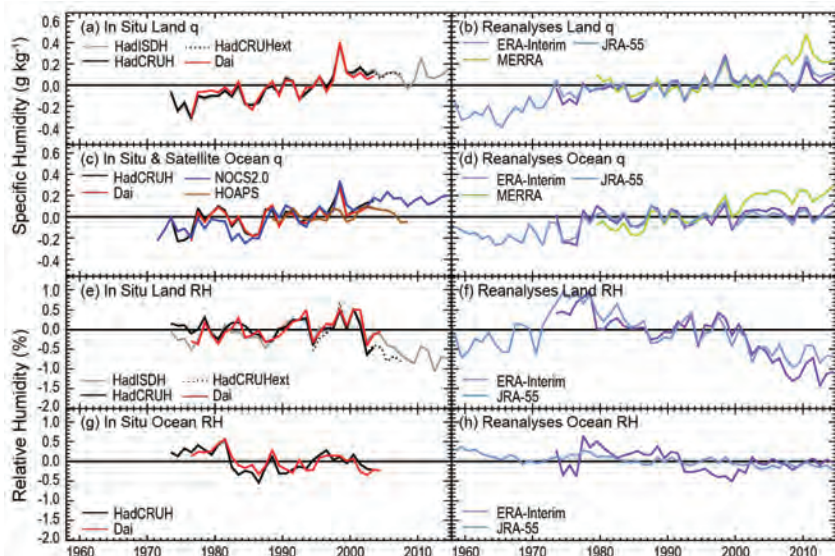 (a) In Situ Land q
HadISDH
HadCRUHext
HadCRUH
Dai
(b) Reanalyses Land q
ERA-Interim
JRA-55
MERRA
0.6
0.4
0.2
0.0
-0.2
-0.4
Specific Humidity (g kg⁻¹)
(c) In Situ & Satellite Ocean q
HadCRUH
NOCS2.0
Dai
HOAPS
(d) Reanalyses Ocean q
ERA-Interim
JRA-55
MERRA
0.6
0.4
0.2
0.0
-0.2
-0.4
(e) In Situ Land RH
HadISDH
HadCRUHext
HadCRUH
Dai
(f) Reanalyses Land RH
ERA-Interim
JRA-55
1.0
0.5
0.0
-0.5
-1.0
-1.5
-2.0
Relative Humidity (%)
(g) In Situ Ocean RH
HadCRUH
Dai
(h) Reanalyses Ocean RH
ERA-Interim
JRA-55
1.0
0.5
0.0
-0.5
-1.0
-1.5
-2.0
1960 1970 1980 1990 2000 2010 1960 1970 1980 1990 2000 2010